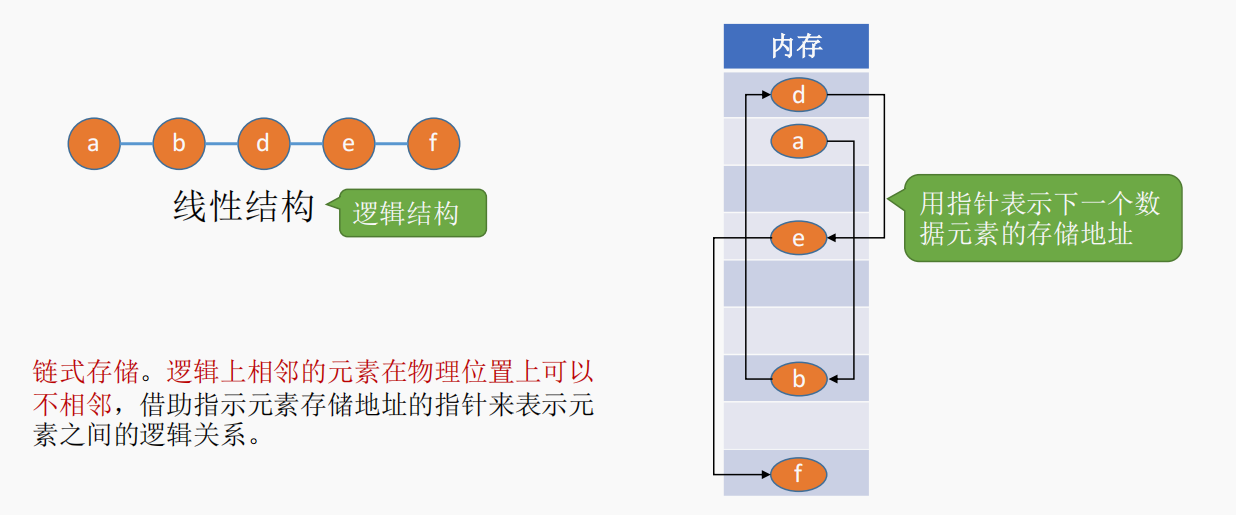 a b d e f
线性结构
逻辑结构
链式存储。逻辑上相邻的元素在物理位置上可以
不相邻，借助指示元素存储地址的指针来表示元
素之间的逻辑关系。
内存
d
a
e
b
f
用指针表示下一个数
据元素的存储地址